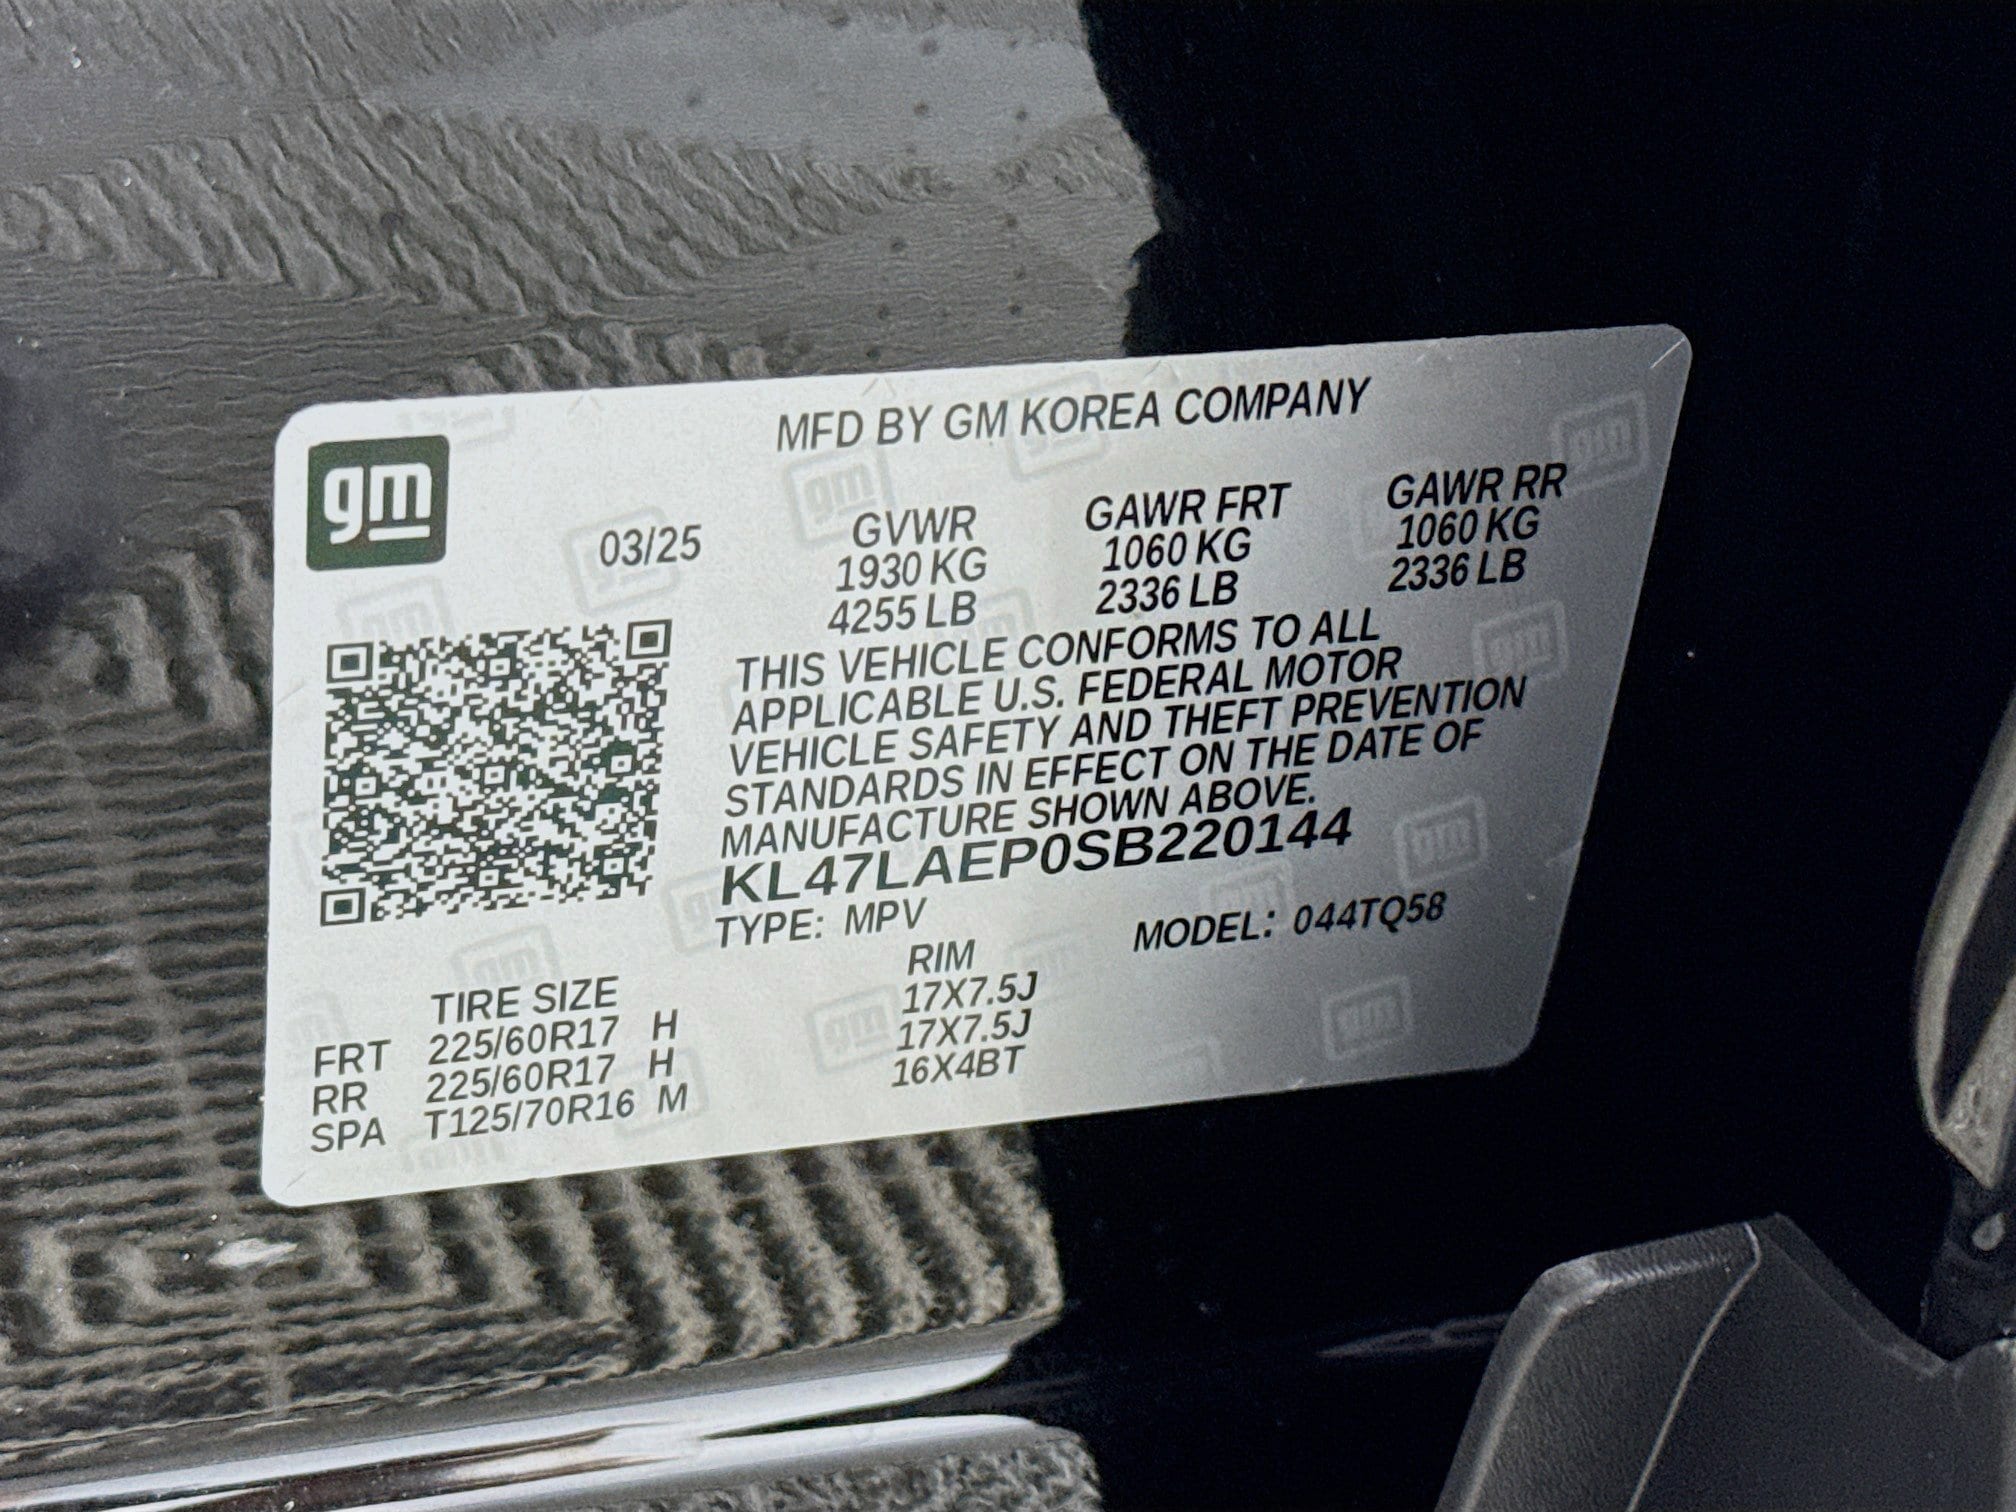 gm
MFD BY GM KOREA COMPANY
03/25
GVWR GAWR FRT GAWR RR
1930 KG 1060 KG 1060 KG
4255 LB 2336 LB 2336 LB
THIS VEHICLE CONFORMS TO ALL
APPLICABLE U.S. FEDERAL MOTOR
VEHICLE SAFETY AND THEFT PREVENTION
STANDARDS IN EFFECT ON THE DATE OF
MANUFACTURE SHOWN ABOVE.
KL47LAEP0SB220144
TYPE: MPV MODEL: 044TQ58
TIRE SIZE RIM
FRT 225/60R17 H 17X7.5J
RR 225/60R17 H 17X7.5J
SPA T125/70R16 M 16X4BT